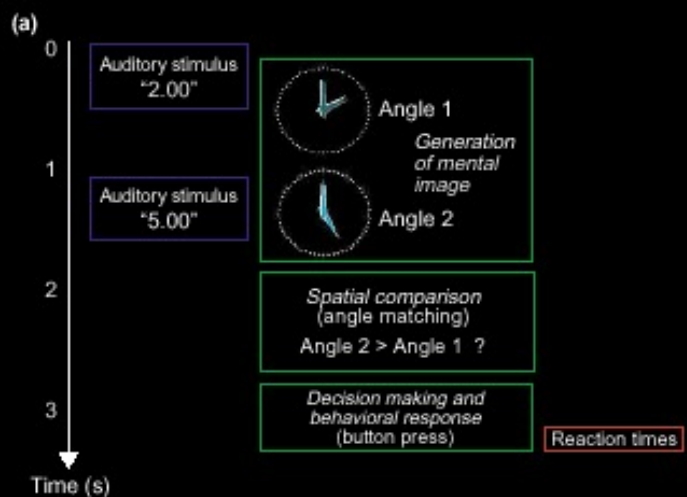 (a)
0
Auditory stimulus
"2.00"
Angle 1
Generation
of mental
image
1
Auditory stimulus
"5.00"
Angle 2
2
Spatial comparison
(angle matching)
Angle 2 > Angle 1 ?
3
Decision making and
behavioral response
(button press)
Reaction times
Time (s)